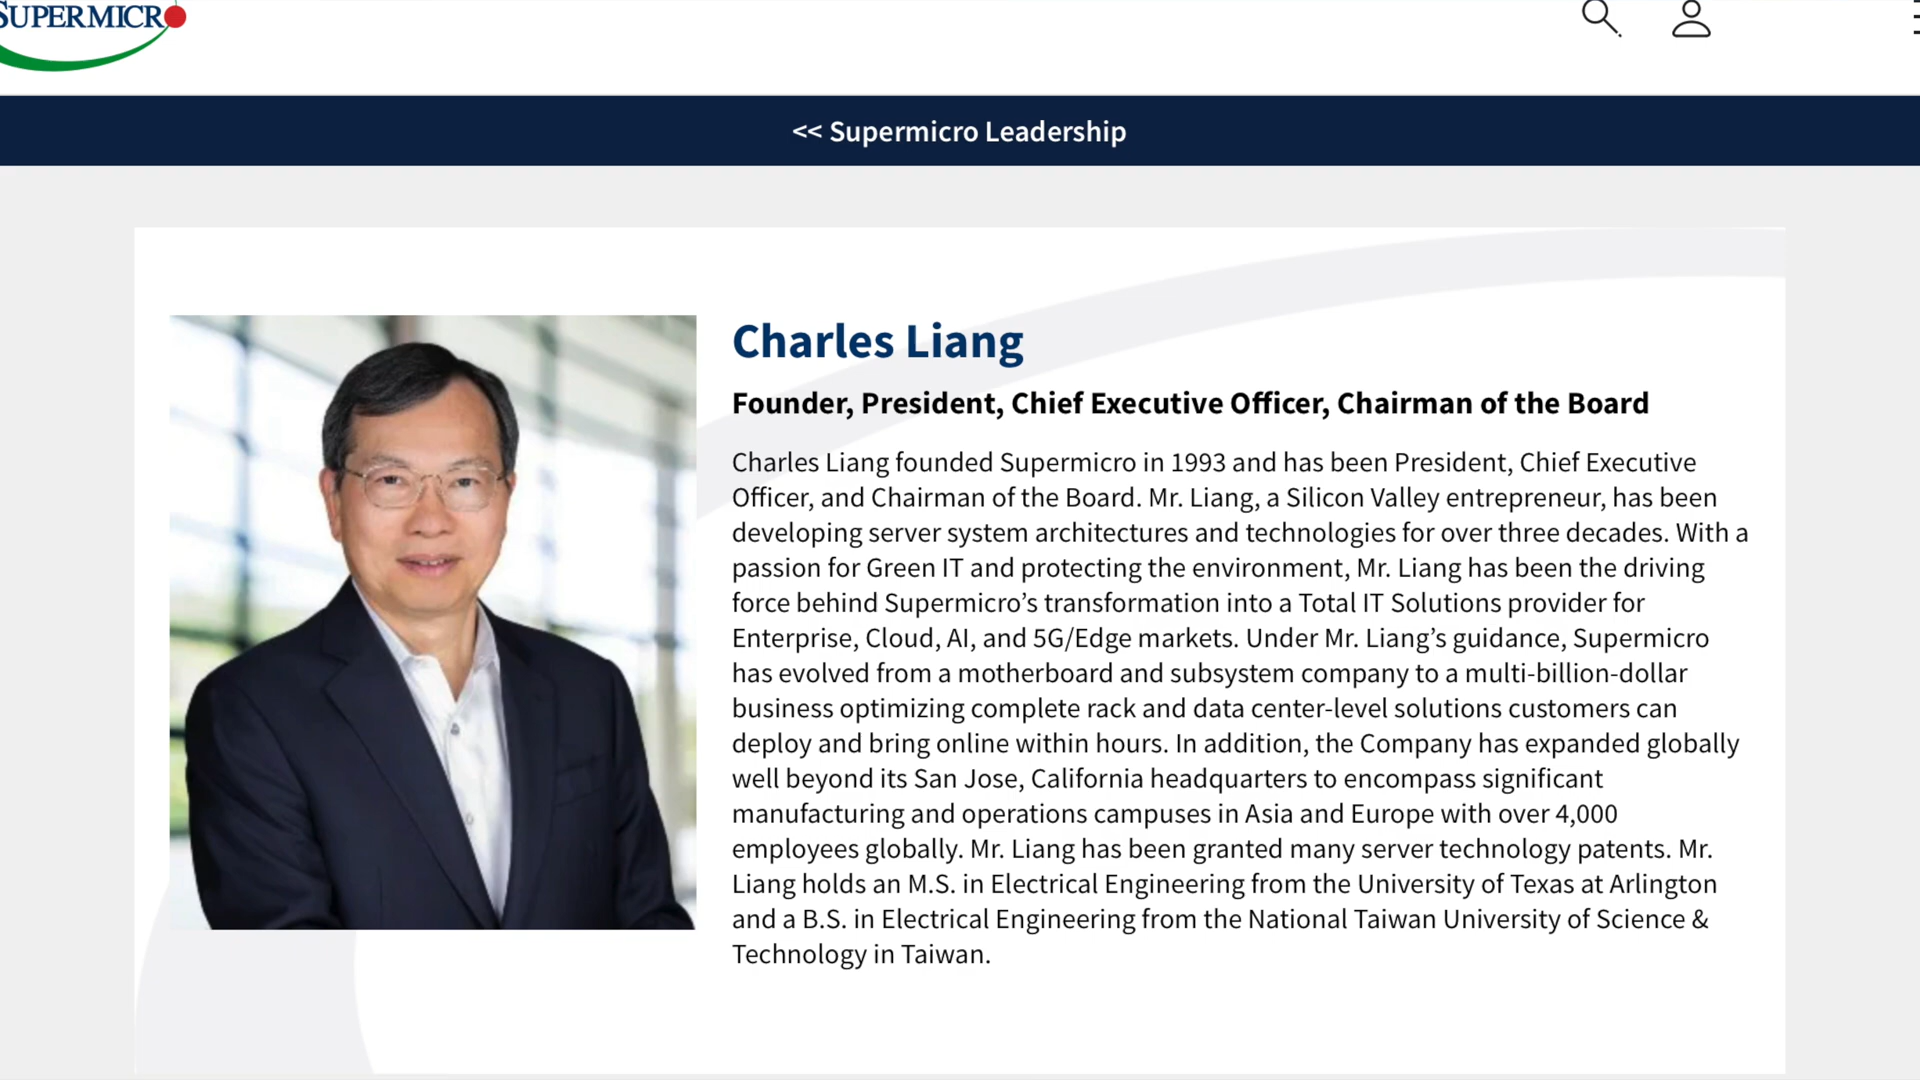 SUPERMICR
<< Supermicro Leadership
Charles Liang
Founder, President, Chief Executive Officer, Chairman of the Board
Charles Liang founded Supermicro in 1993 and has been President, Chief Executive
Officer, and Chairman of the Board. Mr. Liang, a Silicon Valley entrepreneur, has been
developing server system architectures and technologies for over three decades. With a
passion for Green IT and protecting the environment, Mr. Liang has been the driving
force behind Supermicro’s transformation into a Total IT Solutions provider for
Enterprise, Cloud, AI, and 5G/Edge markets. Under Mr. Liang’s guidance, Supermicro
has evolved from a motherboard and subsystem company to a multi-billion-dollar
business optimizing complete rack and data center-level solutions customers can
deploy and bring online within hours. In addition, the Company has expanded globally
well beyond its San Jose, California headquarters to encompass significant
manufacturing and operations campuses in Asia and Europe with over 4,000
employees globally. Mr. Liang has been granted many server technology patents. Mr.
Liang holds an M.S. in Electrical Engineering from the University of Texas at Arlington
and a B.S. in Electrical Engineering from the National Taiwan University of Science &
Technology in Taiwan.